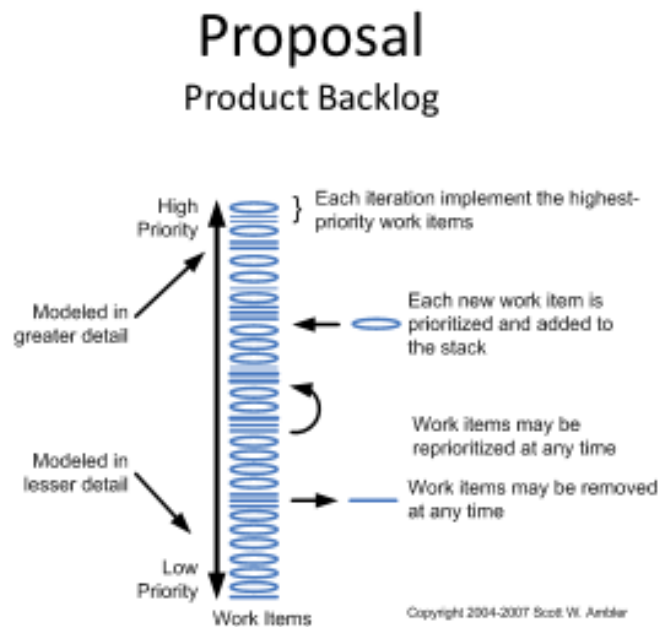 Proposal
Product Backlog
High
Priority
} Each iteration implement the highest-
priority work items
Modeled in
greater detail
Each new work item is
prioritized and added to
the stack
Work items may be
reprioritized at any time
Modeled in
lesser detail
Work items may be removed
at any time
Low
Priority
Work Items
Copyright 2004-2007 Scott W. Ambler